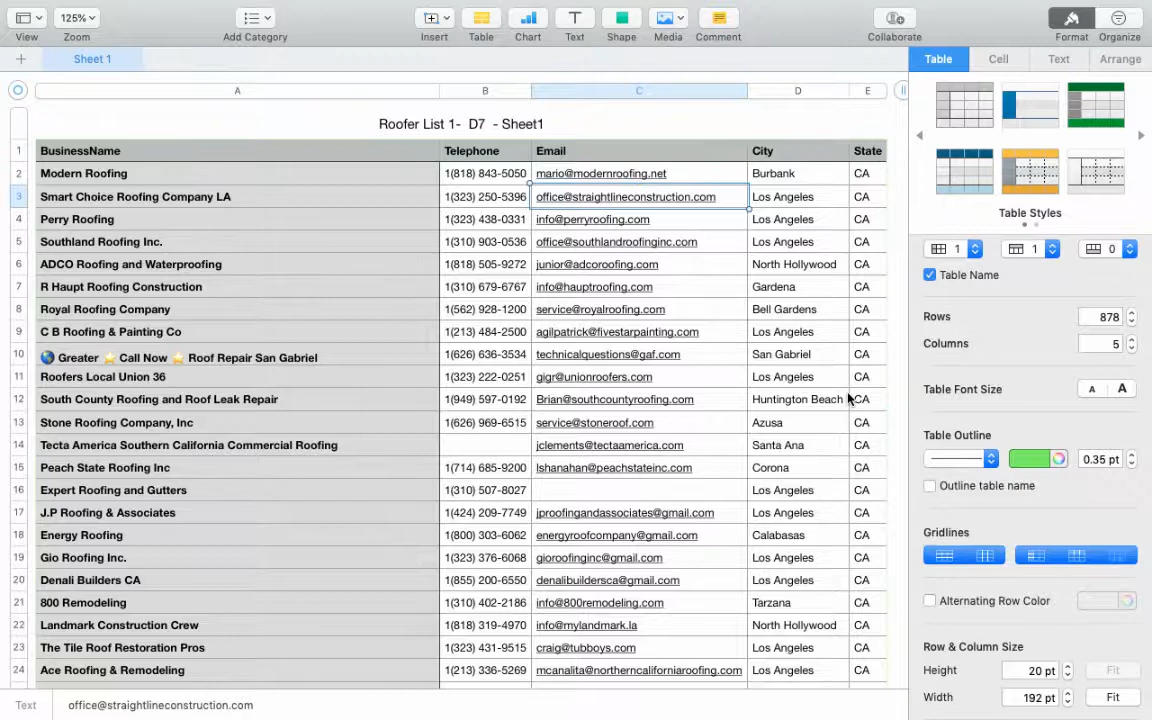 125%
View Zoom Add Category Insert Table Chart Text Shape Media Comment Collaborate Format Organize
Sheet 1
Table Cell Text Arrange
A B C D E
Roofer List 1- D7 - Sheet1
1 BusinessName Telephone Email City State
2 Modern Roofing 1(818) 843-5050 mario@modernroofing.net Burbank CA
3 Smart Choice Roofing Company LA 1(323) 250-5396 office@straightlineconstruction.com Los Angeles CA
4 Perry Roofing 1(323) 438-0331 info@perryroofing.com Los Angeles CA
5 Southland Roofing Inc. 1(310) 903-0536 office@southlandroofinginc.com Los Angeles CA
6 ADCO Roofing and Waterproofing 1(818) 505-9272 junior@adcoroofing.com North Hollywood CA
7 R Haupt Roofing Construction 1(310) 679-6767 info@hauptroofing.com Gardena CA
8 Royal Roofing Company 1(562) 928-1200 service@royalroofing.com Bell Gardens CA
9 C B Roofing & Painting Co 1(213) 484-2500 agilpatrick@fivestarpainting.com Los Angeles CA
10 🌎 Greater ⭐ Call Now ⭐ Roof Repair San Gabriel 1(626) 636-3534 technicalquestions@gaf.com San Gabriel CA
11 Roofers Local Union 36 1(323) 222-0251 gigr@unionroofers.com Los Angeles CA
12 South County Roofing and Roof Leak Repair 1(949) 597-0192 Brian@southcountyroofing.com Huntington Beach CA
13 Stone Roofing Company, Inc 1(626) 969-6515 service@stoneroof.com Azusa CA
14 Tecta America Southern California Commercial Roofing jclements@tectaamerica.com Santa Ana CA
15 Peach State Roofing Inc 1(714) 685-9200 lshanahan@peachstateinc.com Corona CA
16 Expert Roofing and Gutters 1(310) 507-8027 Los Angeles CA
17 J.P Roofing & Associates 1(424) 209-7749 jproofingandassociates@gmail.com Los Angeles CA
18 Energy Roofing 1(800) 303-6062 energyroofcompany@gmail.com Calabasas CA
19 Gio Roofing Inc. 1(323) 376-6068 gioroofinginc@gmail.com Los Angeles CA
20 Denali Builders CA 1(855) 200-6550 denalibuildersca@gmail.com Los Angeles CA
21 800 Remodeling 1(310) 402-2186 info@800remodeling.com Tarzana CA
22 Landmark Construction Crew 1(818) 319-4970 info@mylandmark.la North Hollywood CA
23 The Tile Roof Restoration Pros 1(323) 431-9515 craig@tubboys.com Los Angeles CA
24 Ace Roofing & Remodeling 1(213) 336-5269 mcanalita@northerncaliforniaroofing.com Los Angeles CA
Text office@straightlineconstruction.com
Table Styles
1 1 0
Table Name
Rows 878
Columns 5
Table Font Size A A
Table Outline
0.35 pt
Outline table name
Gridlines
Alternating Row Color
Row & Column Size
Height 20 pt Fit
Width 192 pt Fit